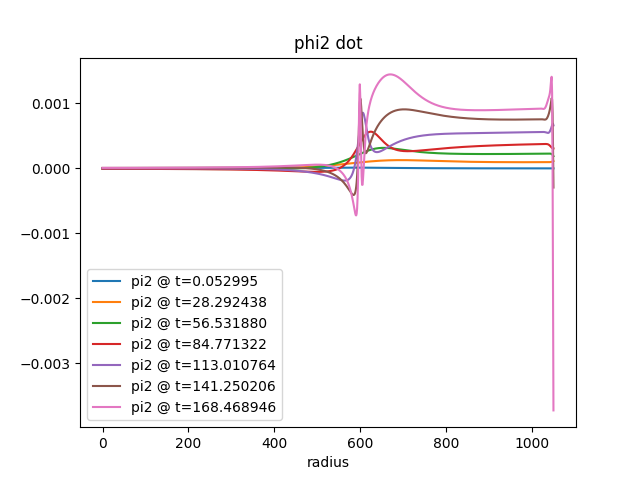 phi2 dot
0.001
0.000
−0.001
−0.002
−0.003
pi2 @ t=0.052995
pi2 @ t=28.292438
pi2 @ t=56.531880
pi2 @ t=84.771322
pi2 @ t=113.010764
pi2 @ t=141.250206
pi2 @ t=168.468946
0 200 400 600 800 1000
radius